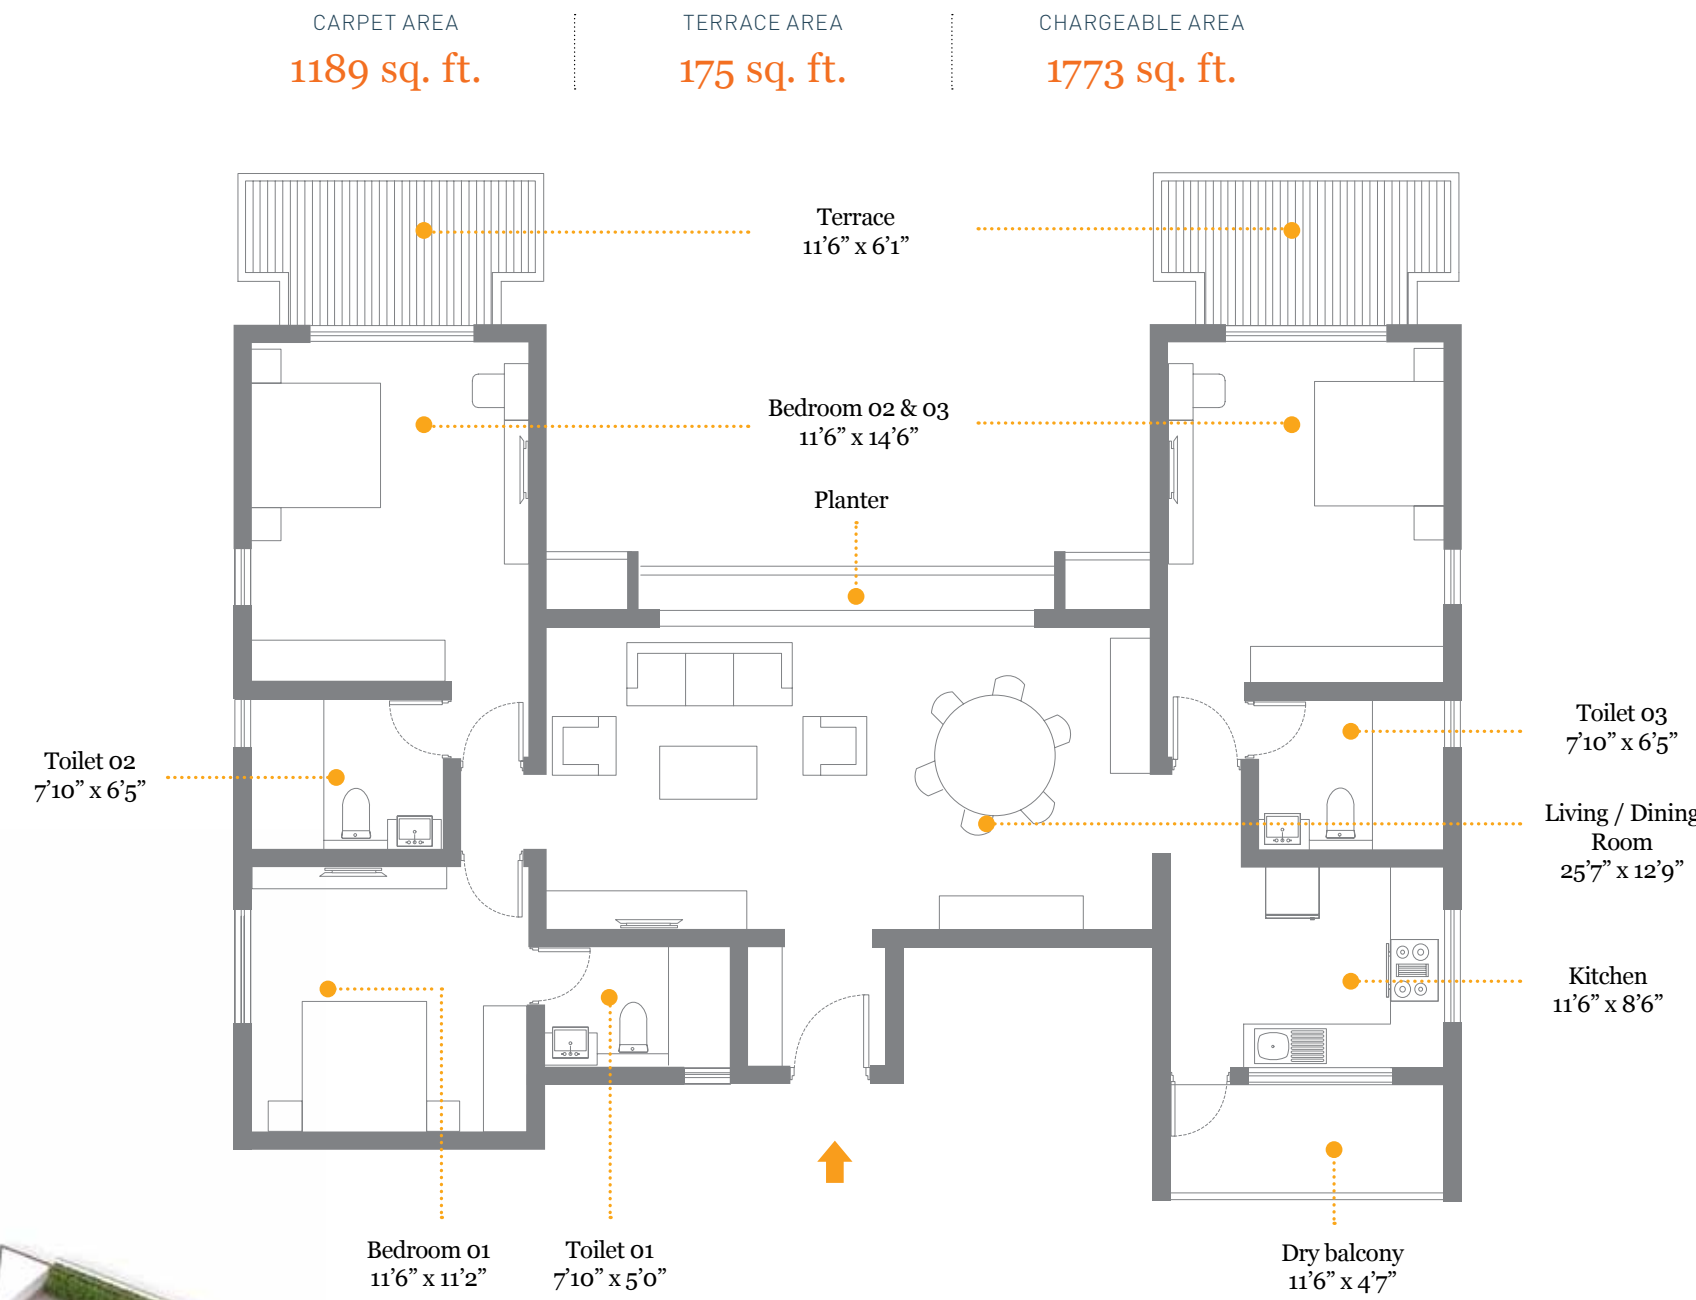 CARPET AREA
1189 sq. ft.
TERRACE AREA
175 sq. ft.
CHARGEABLE AREA
1773 sq. ft.
Terrace
11’6” x 6’1”
Bedroom 02 & 03
11’6” x 14’6”
Planter
Toilet 02
7’10” x 6’5”
Toilet 03
7’10” x 6’5”
Living / Dining
Room
25’7” x 12’9”
Kitchen
11’6” x 8’6”
Bedroom 01
11’6” x 11’2”
Toilet 01
7’10” x 5’0”
Dry balcony
11’6” x 4’7”